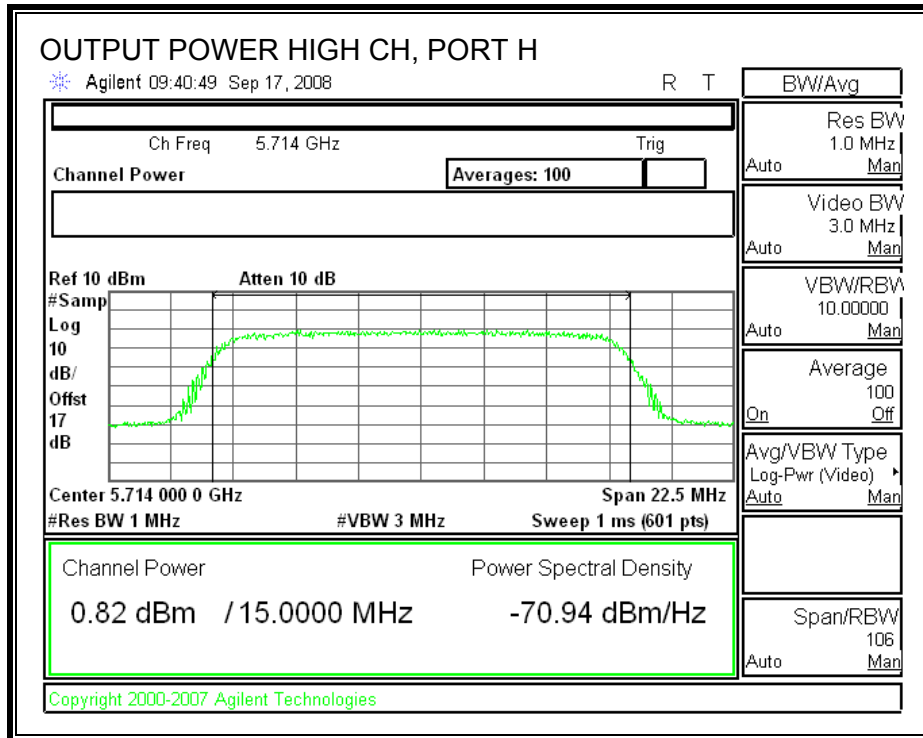 OUTPUT POWER HIGH CH, PORT H
Agilent 09:40:49 Sep 17, 2008 R T
Ch Freq 5.714 GHz Trig
Channel Power Averages: 100
Ref 10 dBm Atten 10 dB
#Samp
Log
10
dB/
Offst
17
dB
Center 5.714 000 0 GHz Span 22.5 MHz
#Res BW 1 MHz #VBW 3 MHz Sweep 1 ms (601 pts)
Channel Power Power Spectral Density
0.82 dBm /15.0000 MHz -70.94 dBm/Hz
Copyright 2000-2007 Agilent Technologies
BW/Avg
Res BW
1.0 MHz
Auto Man
Video BW
3.0 MHz
Auto Man
VBW/RBW
10.00000
Auto Man
Average
100
On Off
Avg/VBW Type
Log-Pwr (Video)
Auto Man
Span/RBW
106
Auto Man